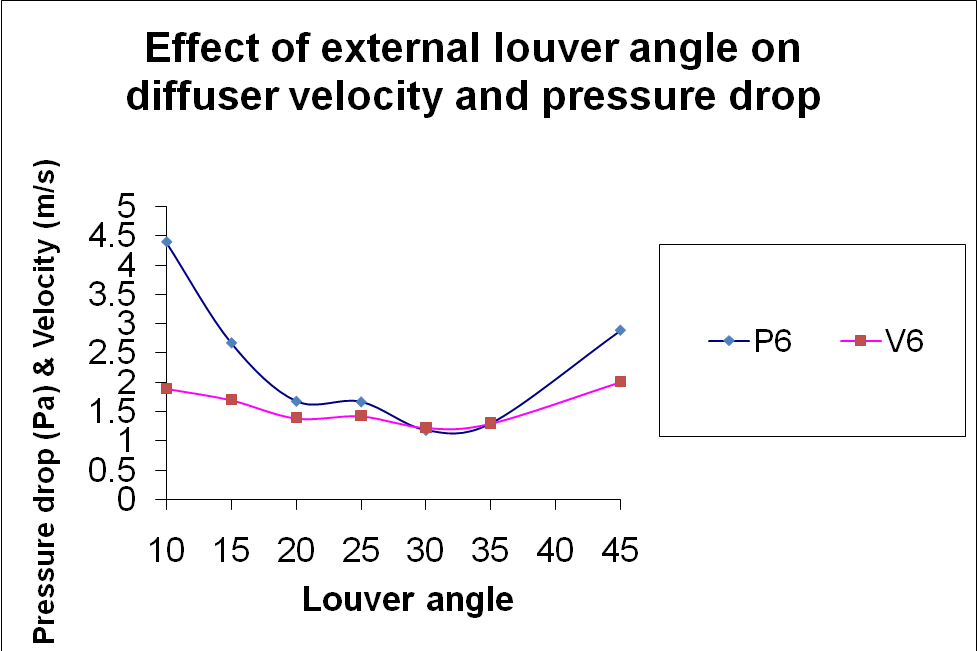 Effect of external louver angle on
diffuser velocity and pressure drop
Pressure drop (Pa) & Velocity (m/s)
5
4.5
4
3.5
3
2.5
2
1.5
1
0.5
0
10 15 20 25 30 35 40 45
Louver angle
P6 V6